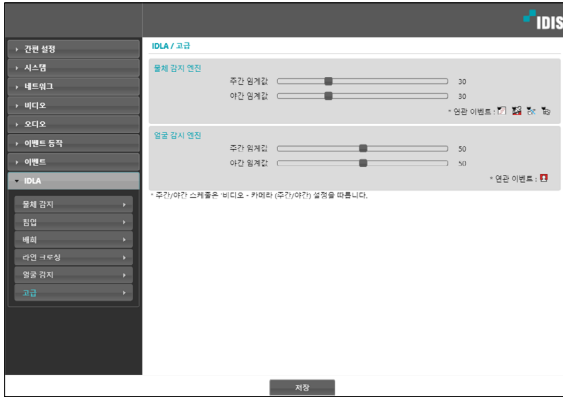 IDIS
간편 설정
시스템
네트워크
비디오
오디오
이벤트 동작
이벤트
IDLA
물체 감지
침입
배회
라인 크로싱
얼굴 감지
고급
IDLA / 고급
물체 감지 엔진
주간 임계값 30
야간 임계값 30
* 연관 이벤트 :
얼굴 감지 엔진
주간 임계값 50
야간 임계값 50
* 연관 이벤트 :
* 주간/야간 스케줄은 '비디오 - 카메라 (주간/야간) 설정을 따릅니다.
저장